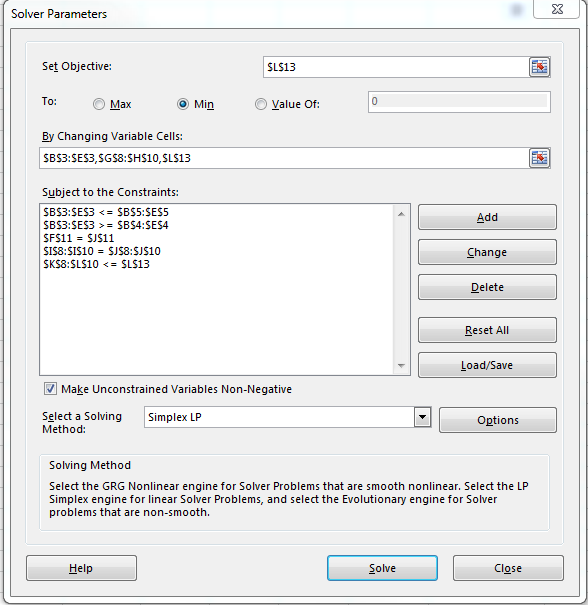 Solver Parameters
Set Objective:
$L$13
To:
Max
Min
Value Of:
0
By Changing Variable Cells:
$B$3:$E$3,$G$8:$H$10,$L$13
Subject to the Constraints:
$B$3:$E$3 <= $B$5:$E$5
$B$3:$E$3 >= $B$4:$E$4
$F$11 = $J$11
$I$8:$I$10 = $J$8:$J$10
$K$8:$L$10 <= $L$13
Add
Change
Delete
Reset All
Load/Save
Make Unconstrained Variables Non-Negative
Select a Solving
Method:
Simplex LP
Options
Solving Method
Select the GRG Nonlinear engine for Solver Problems that are smooth nonlinear. Select the LP
Simplex engine for linear Solver Problems, and select the Evolutionary engine for Solver
problems that are non-smooth.
Help
Solve
Close